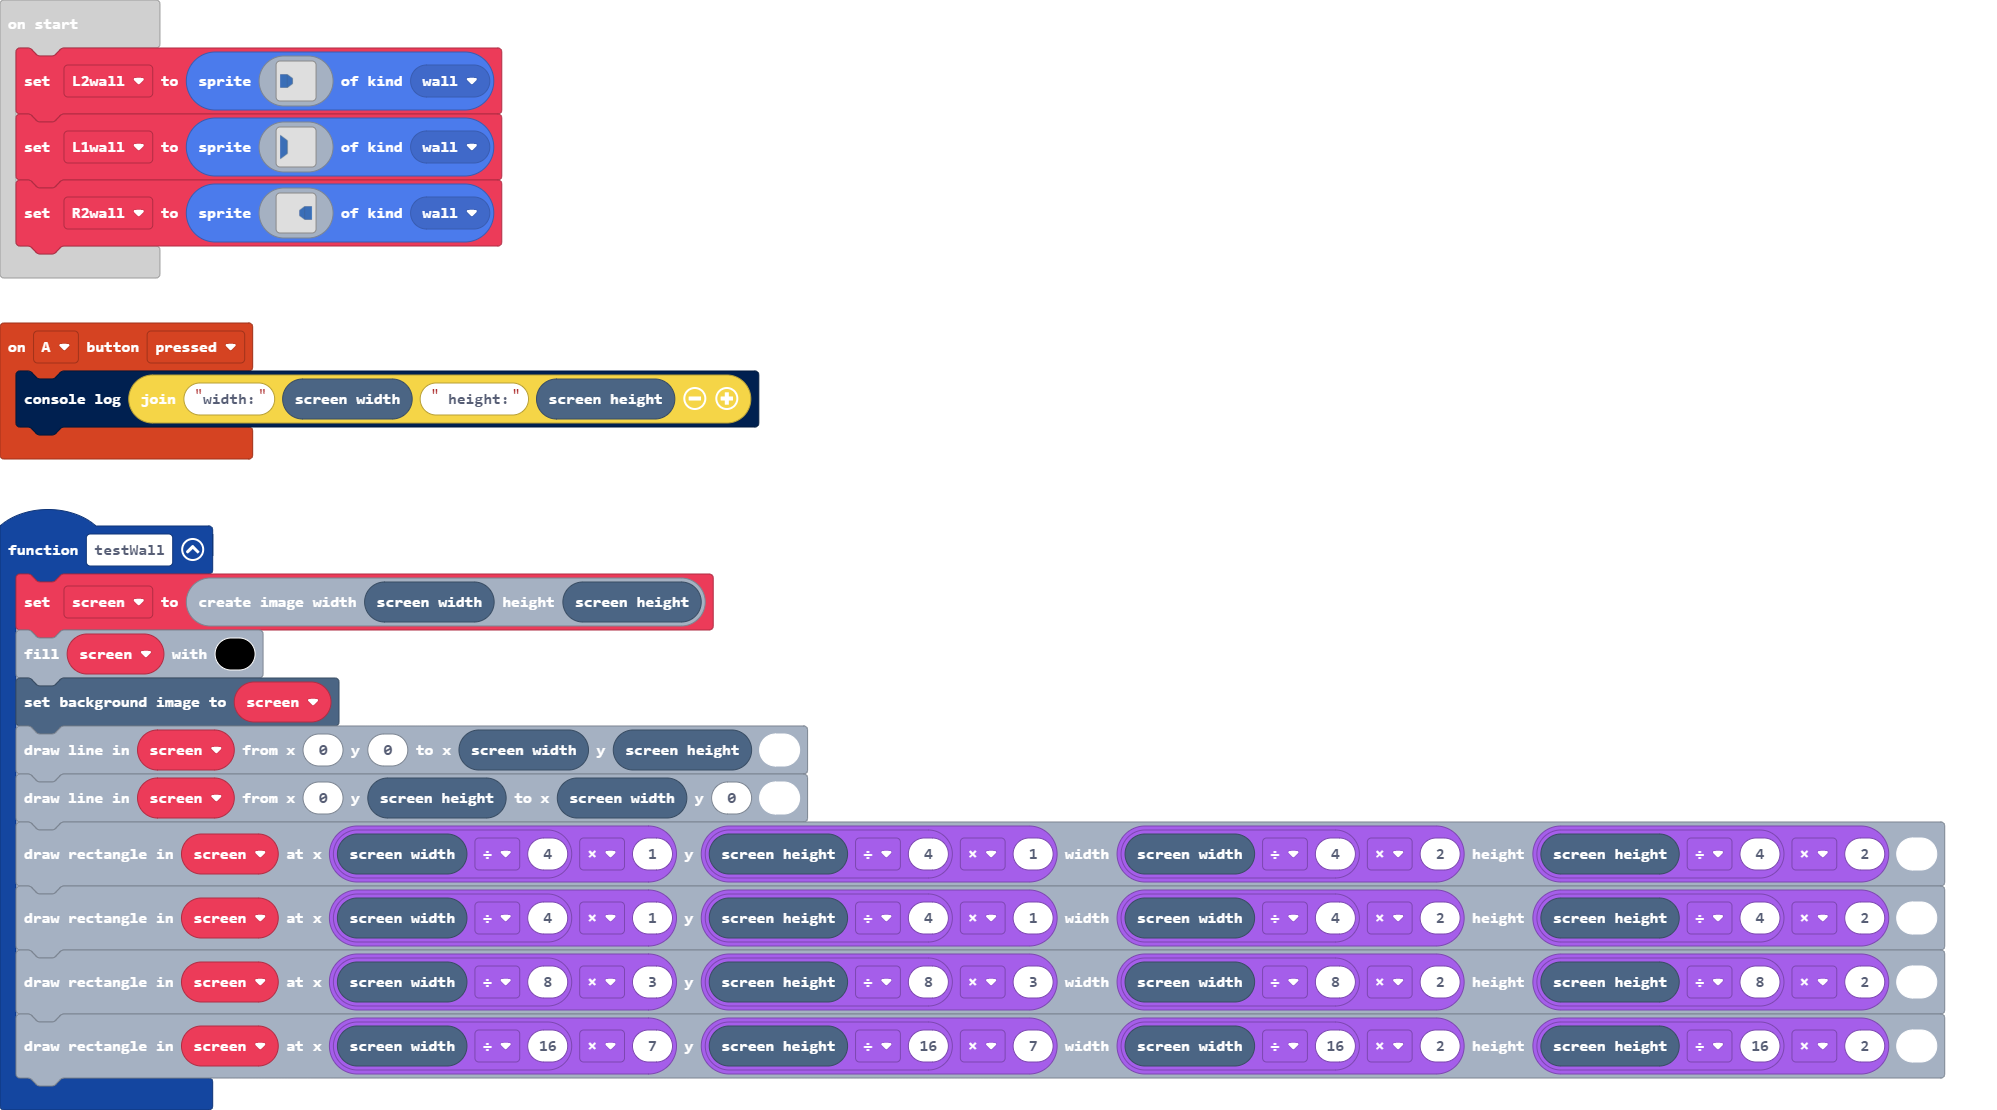 on start
set L2wall to sprite of kind wall
set L1wall to sprite of kind wall
set R2wall to sprite of kind wall
on A button pressed
console log join "width:" screen width " height:" screen height
function testWall
set screen to create image width screen width height screen height
fill screen with
set background image to screen
draw line in screen from x 0 y 0 to x screen width y screen height
draw line in screen from x 0 y screen height to x screen width y 0
draw rectangle in screen at x screen width ÷ 4 × 1 y screen height ÷ 4 × 1 width screen width ÷ 4 × 2 height screen height ÷ 4 × 2
draw rectangle in screen at x screen width ÷ 4 × 1 y screen height ÷ 4 × 1 width screen width ÷ 4 × 2 height screen height ÷ 4 × 2
draw rectangle in screen at x screen width ÷ 8 × 3 y screen height ÷ 8 × 3 width screen width ÷ 8 × 2 height screen height ÷ 8 × 2
draw rectangle in screen at x screen width ÷ 16 × 7 y screen height ÷ 16 × 7 width screen width ÷ 16 × 2 height screen height ÷ 16 × 2